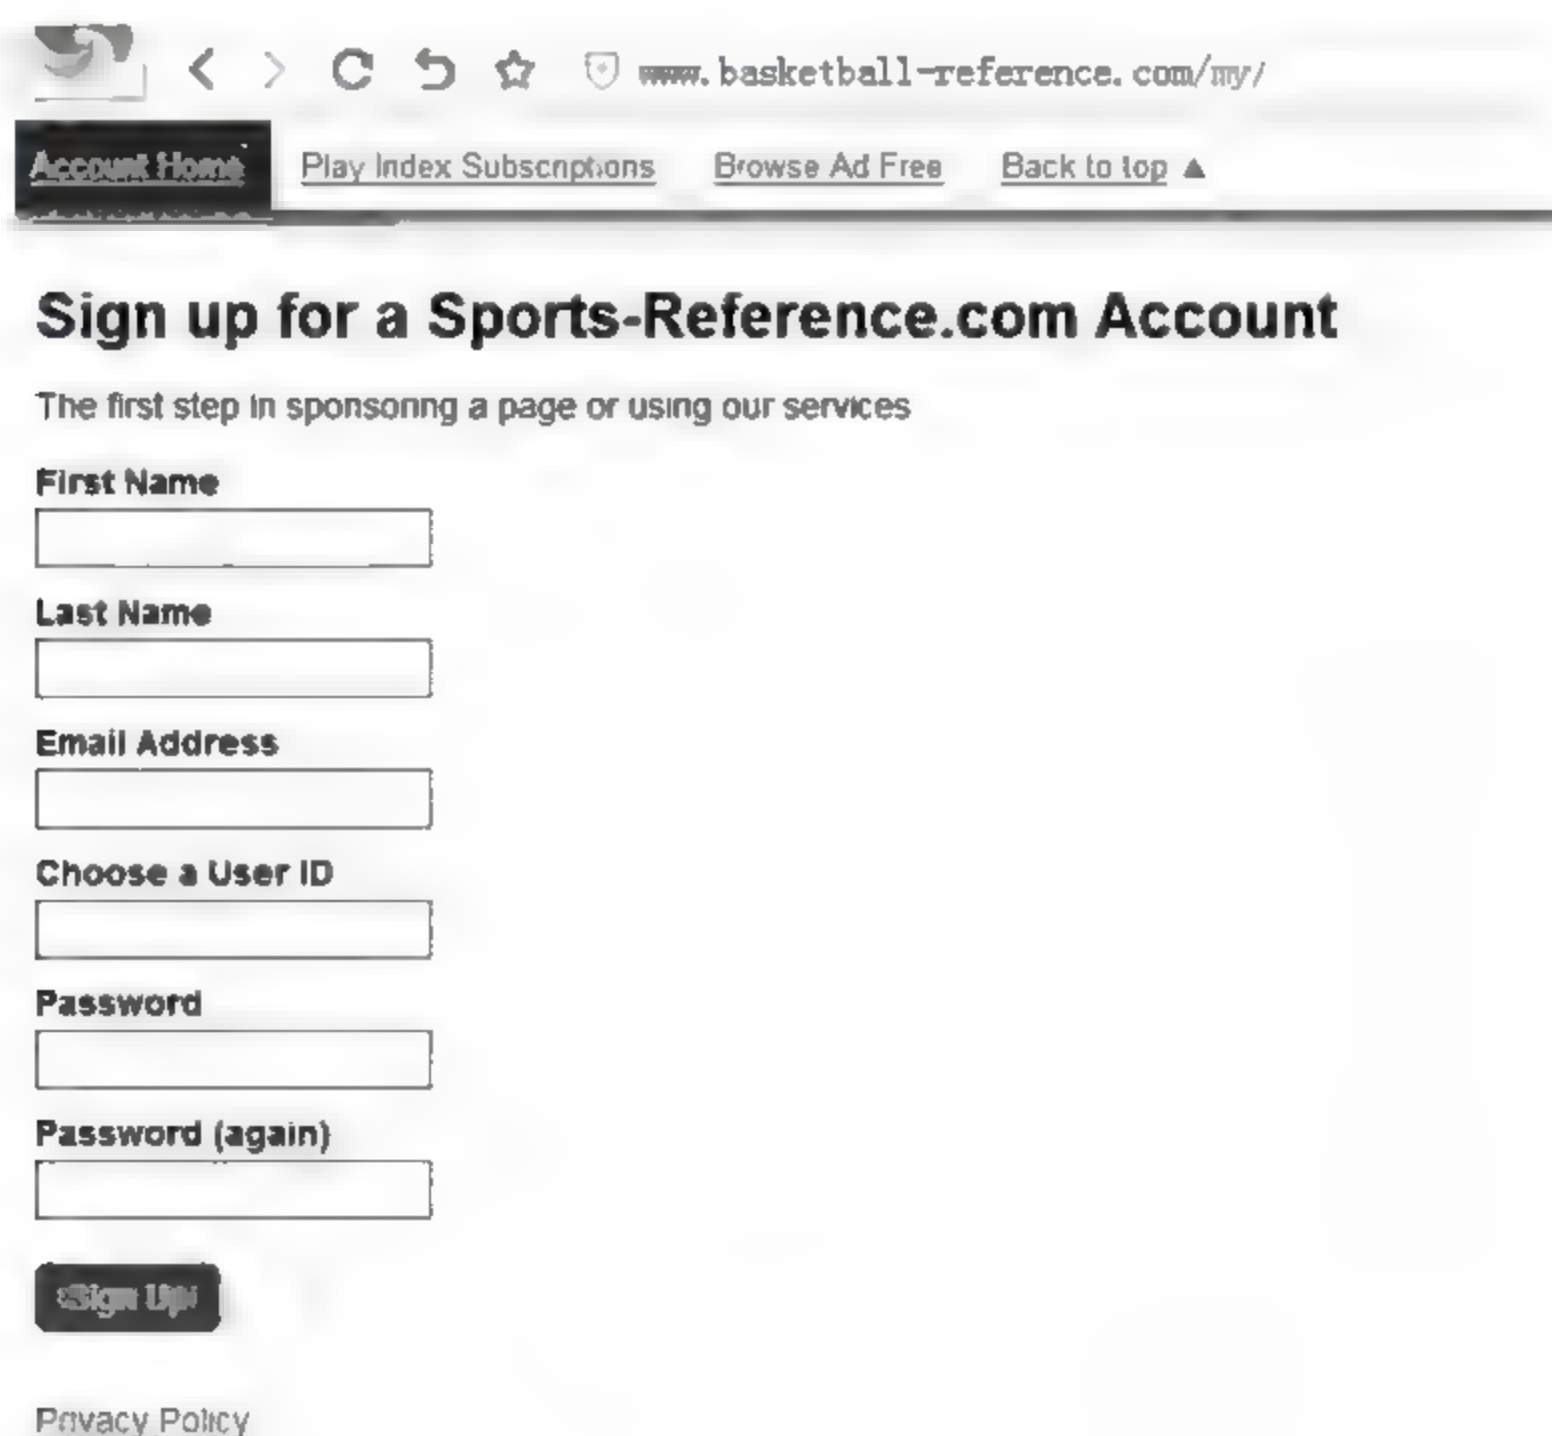 www.basketball-reference.com/my/
Account Home Play Index Subscriptions Browse Ad Free Back to top ▲
Sign up for a Sports-Reference.com Account
The first step in sponsoring a page or using our services
First Name
Last Name
Email Address
Choose a User ID
Password
Password (again)
Sign Up
Privacy Policy